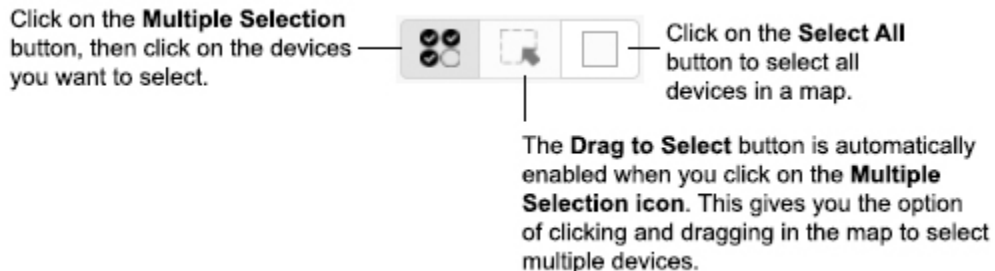 Click on the Multiple Selection
button, then click on the devices
you want to select.
Click on the Select All
button to select all
devices in a map.
The Drag to Select button is automatically
enabled when you click on the Multiple
Selection icon. This gives you the option
of clicking and dragging in the map to select
multiple devices.